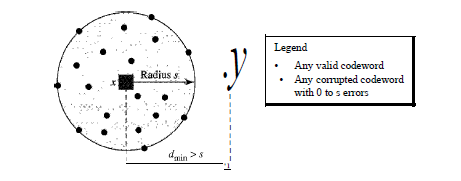 x
Radius s
y
d_min > s
Legend
• Any valid codeword
• Any corrupted codeword
with 0 to s errors